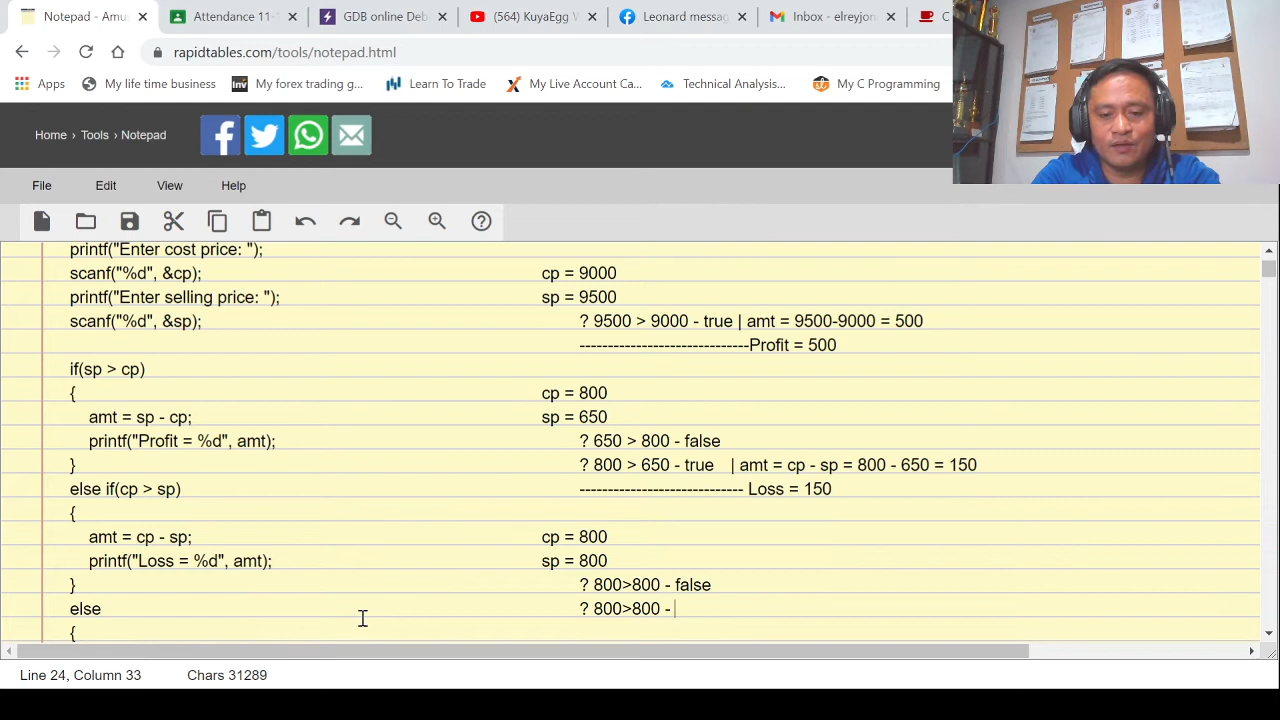 Notepad - Amus
Attendance 11-
GDB online Deb
(564) KuyaEgg W
Leonard messag
Inbox - elreyjon
C
rapidtables.com/tools/notepad.html
Apps
My life time business
inv
My forex trading g...
Learn To Trade
My Live Account Ca...
Technical Analysis...
My C Programming
Home › Tools › Notepad
File Edit View Help
printf("Enter cost price: ");
scanf("%d", &cp); cp = 9000
printf("Enter selling price: "); sp = 9500
scanf("%d", &sp); ? 9500 > 9000 - true | amt = 9500-9000 = 500
------------------------------Profit = 500
if(sp > cp)
{ cp = 800
amt = sp - cp; sp = 650
printf("Profit = %d", amt); ? 650 > 800 - false
} ? 800 > 650 - true | amt = cp - sp = 800 - 650 = 150
else if(cp > sp) ----------------------------- Loss = 150
{
amt = cp - sp; cp = 800
printf("Loss = %d", amt); sp = 800
} ? 800>800 - false
else ? 800>800 -
{
Line 24, Column 33 Chars 31289